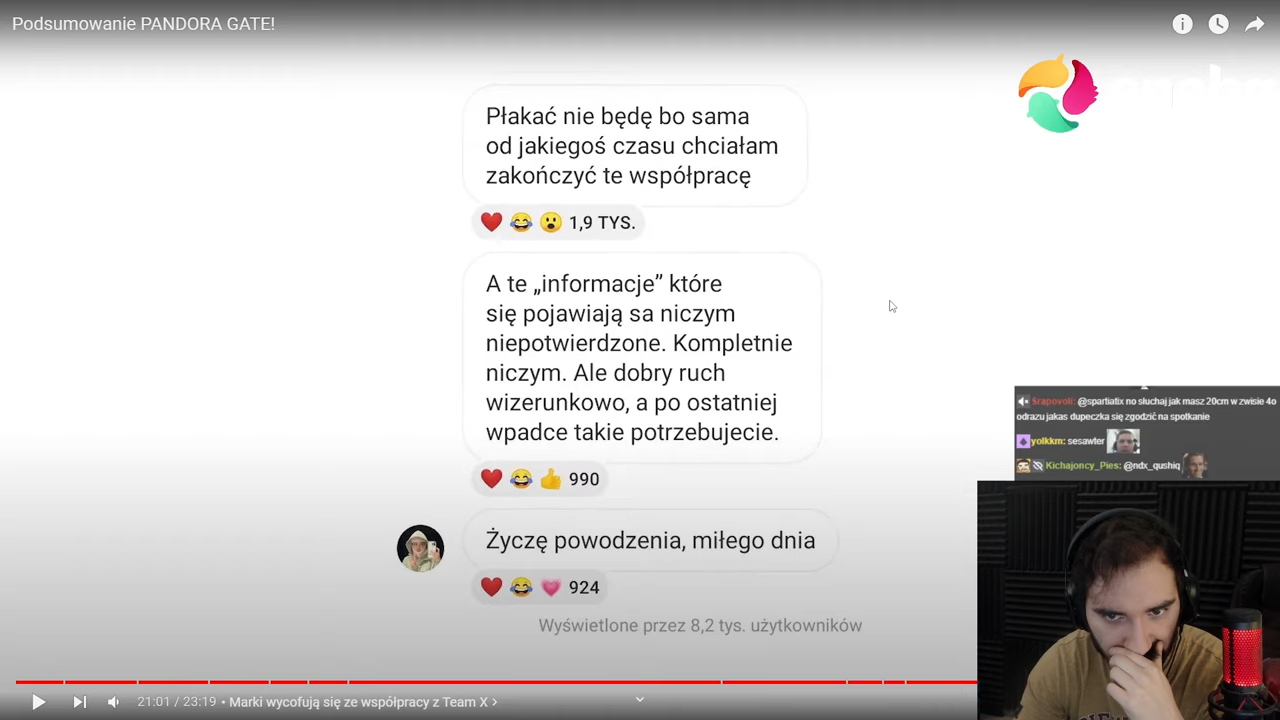 Podsumowanie PANDORA GATE!
Płakać nie będę bo sama
od jakiegoś czasu chciałam
zakończyć te współpracę
1,9 TYS.
A te „informacje” które
się pojawiają sa niczym
niepotwierdzone. Kompletnie
niczym. Ale dobry ruch
wizerunkowo, a po ostatniej
wpadce takie potrzebujecie.
990
Życzę powodzenia, miłego dnia
924
Wyświetlone przez 8,2 tys. użytkowników
Srapovoli: @spartiatix no słuchaj jak masz 20cm w zwisie 4o
odrazu jakas dupeczka się zgodzić na spotkanie
yolkkm: sesawter
Kichajoncy_Pies: @ndx_qushiq
21:01 / 23:19 • Marki wycofują się ze współpracy z Team X >